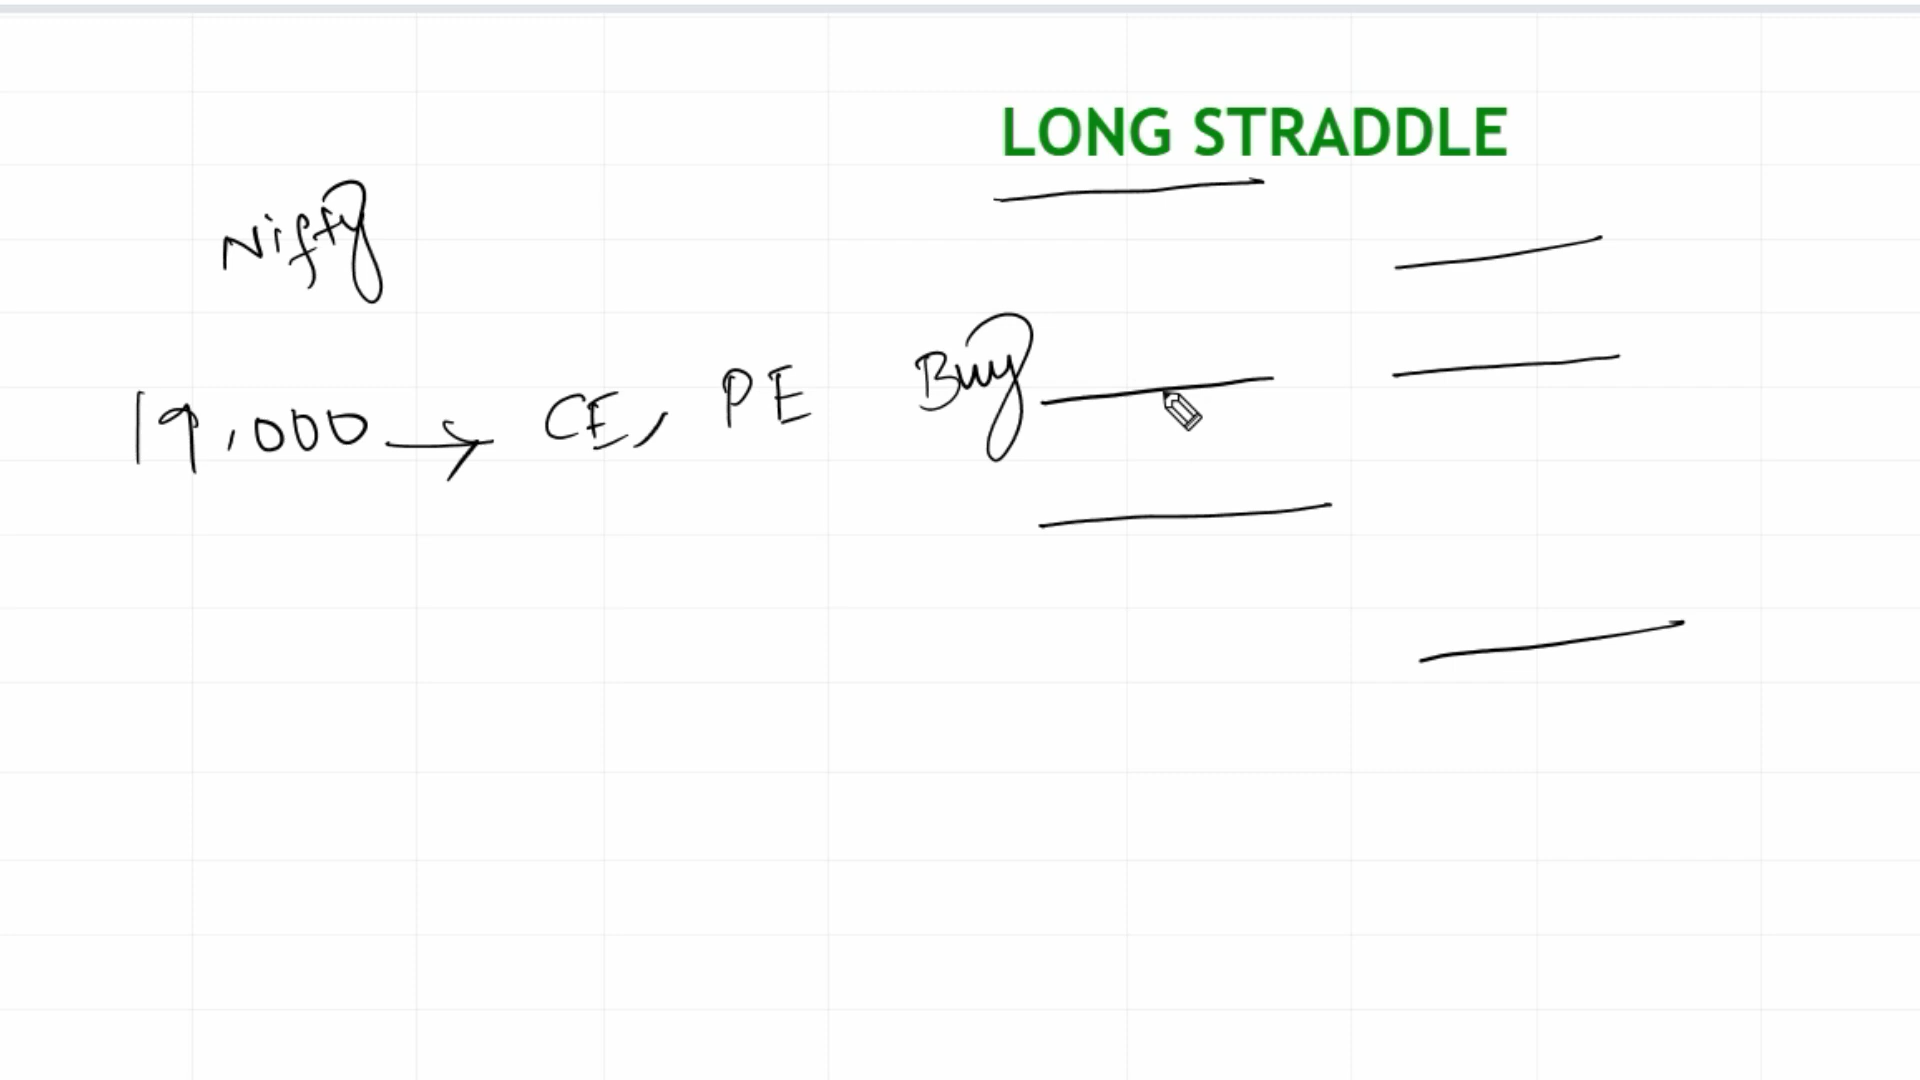 LONG STRADDLE
Nifty
19,000 → CE, PE Buy